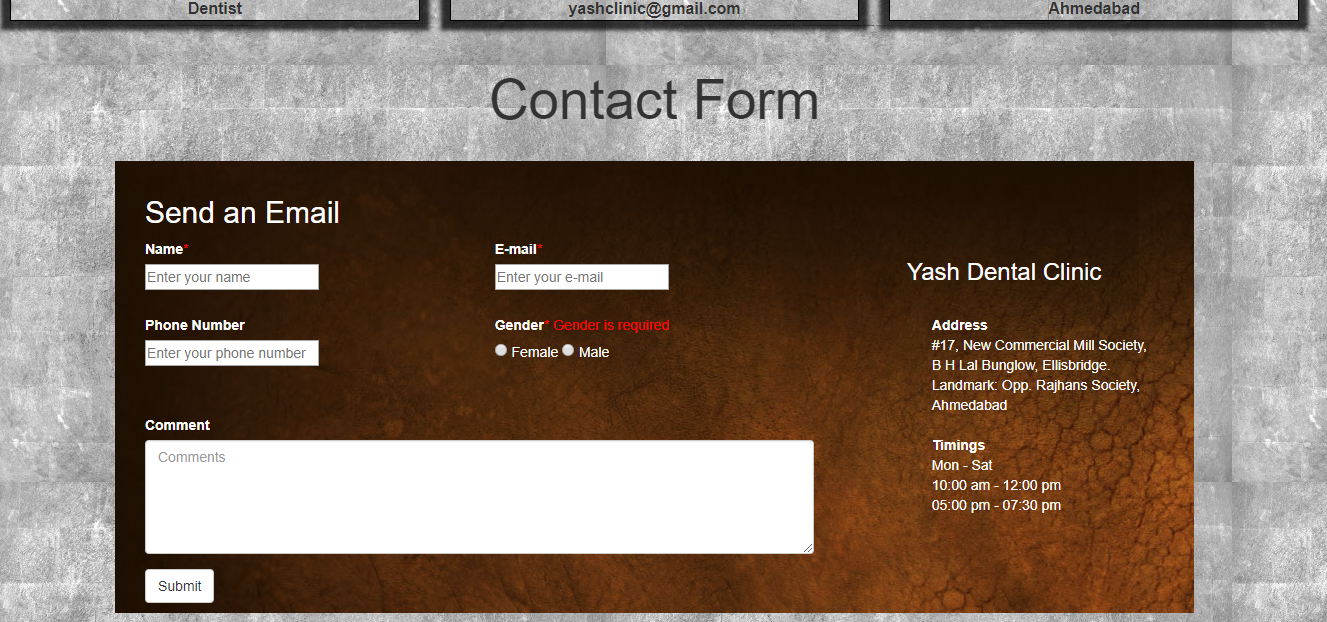 Dentist
yashclinic@gmail.com
Ahmedabad
Contact Form
Send an Email
Name*
Enter your name
E-mail*
Enter your e-mail
Phone Number
Enter your phone number
Gender* Gender is required
Female Male
Comment
Comments
Submit
Yash Dental Clinic
Address
#17, New Commercial Mill Society,
B H Lal Bunglow, Ellisbridge.
Landmark: Opp. Rajhans Society,
Ahmedabad
Timings
Mon - Sat
10:00 am - 12:00 pm
05:00 pm - 07:30 pm